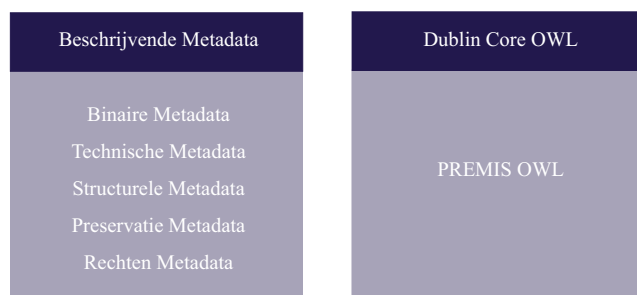 Beschrijvende Metadata
Binaire Metadata
Technische Metadata
Structurele Metadata
Preservatie Metadata
Rechten Metadata
Dublin Core OWL
PREMIS OWL